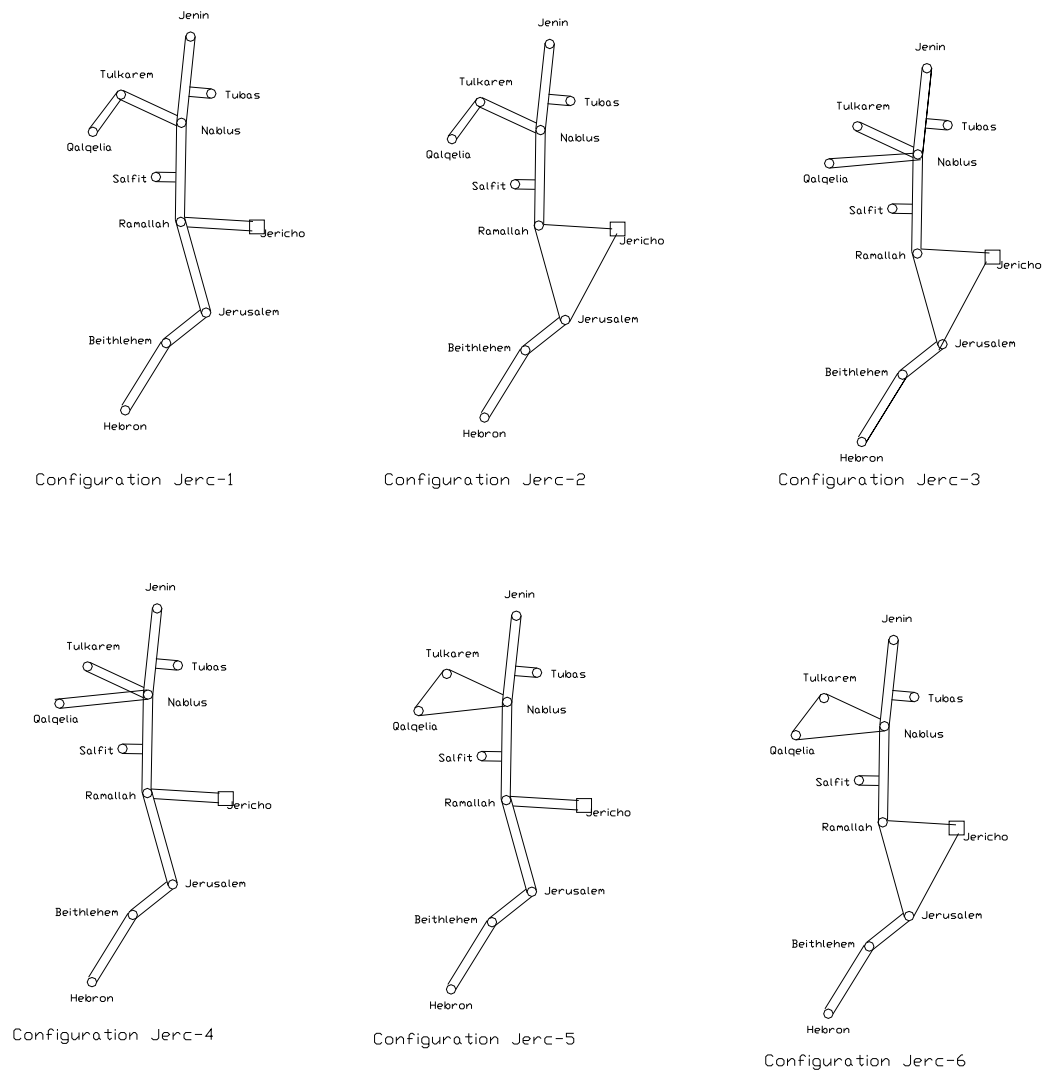 Jenin
Tulkarem
Tubas
Nablus
Qalqelia
Salfit
Ramallah
Jericho
Jerusalem
Beithlehem
Hebron
Configuration Jerc-1
Jenin
Tulkarem
Tubas
Nablus
Qalqelia
Salfit
Ramallah
Jericho
Jerusalem
Beithlehem
Hebron
Configuration Jerc-2
Jenin
Tulkarem
Tubas
Nablus
Qalqelia
Salfit
Ramallah
Jericho
Jerusalem
Beithlehem
Hebron
Configuration Jerc-3
Jenin
Tulkarem
Tubas
Nablus
Qalqelia
Salfit
Ramallah
Jericho
Jerusalem
Beithlehem
Hebron
Configuration Jerc-4
Jenin
Tulkarem
Tubas
Nablus
Qalqelia
Salfit
Ramallah
Jericho
Jerusalem
Beithlehem
Hebron
Configuration Jerc-5
Jenin
Tulkarem
Tubas
Nablus
Qalqelia
Salfit
Ramallah
Jericho
Jerusalem
Beithlehem
Hebron
Configuration Jerc-6